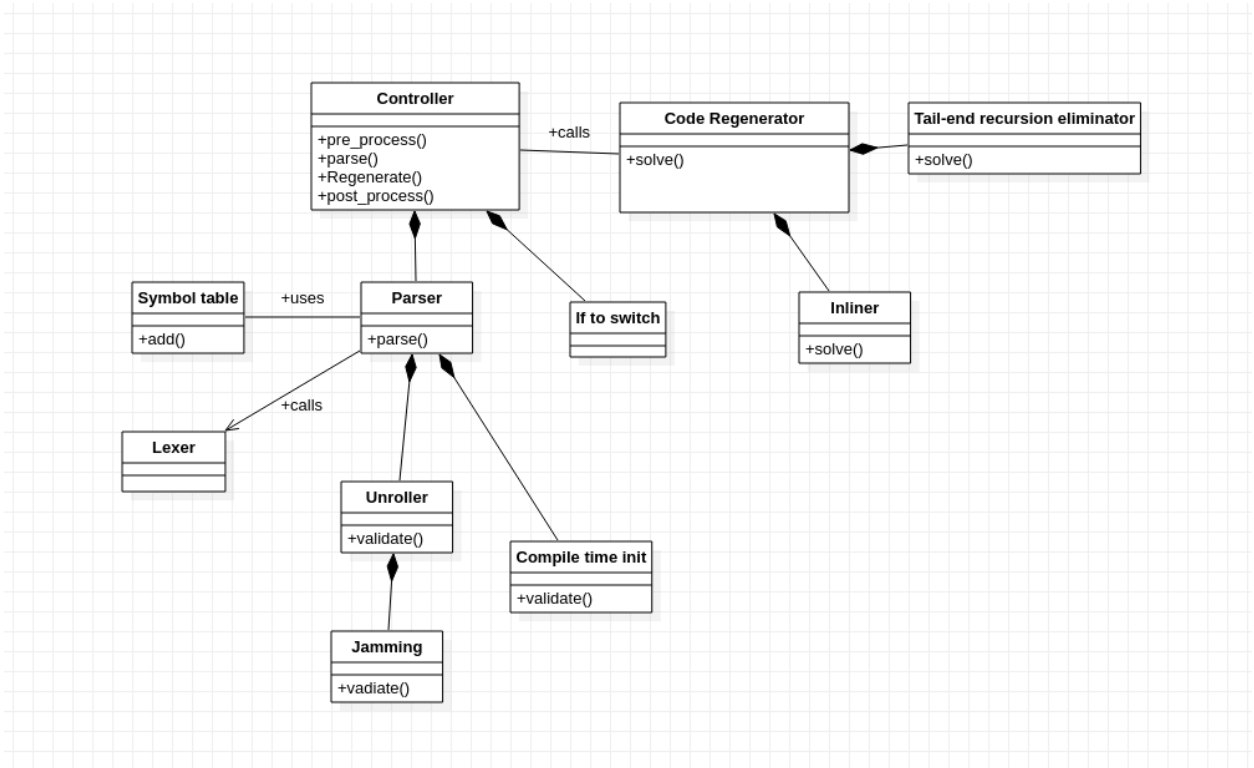 Controller
+pre_process()
+parse()
+Regenerate()
+post_process()
+calls
Code Regenerator
+solve()
Tail-end recursion eliminator
+solve()
Symbol table
+add()
+uses
Parser
+parse()
If to switch
Inliner
+solve()
+calls
Lexer
Unroller
+validate()
Compile time init
+validate()
Jamming
+vadiate()